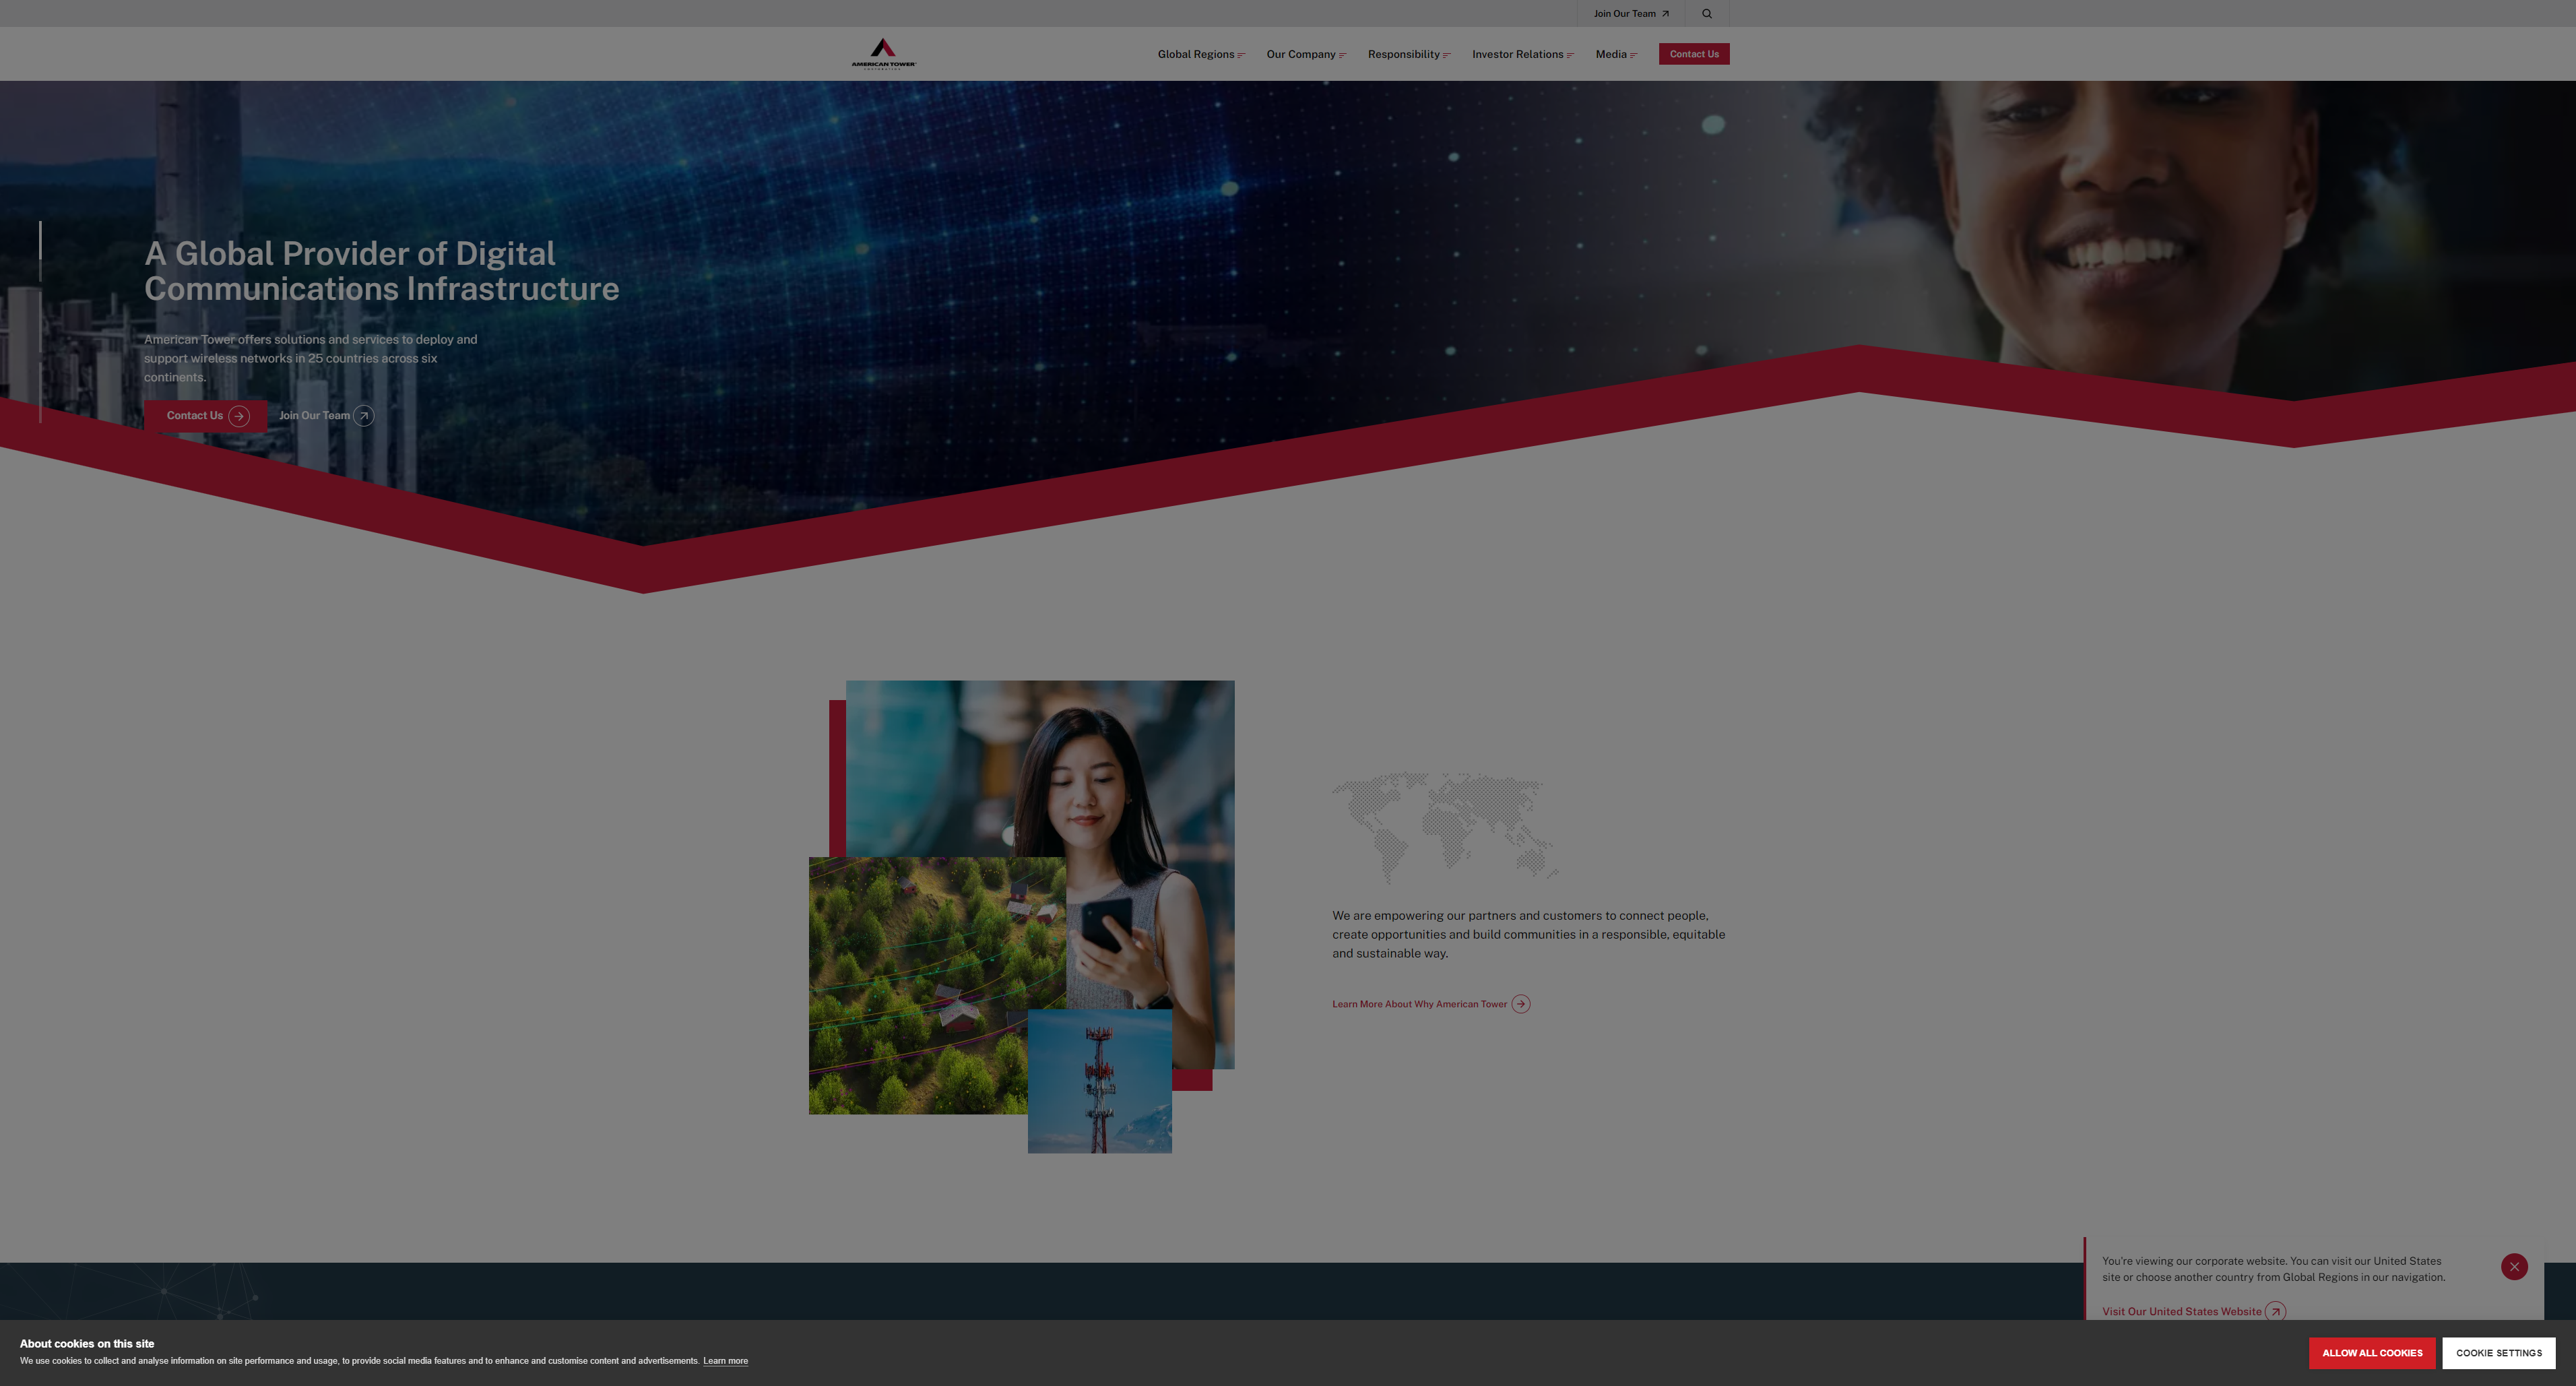 Join Our Team
AMERICAN TOWER
CORPORATION
Global Regions
Our Company
Responsibility
Investor Relations
Media
Contact Us
A Global Provider of Digital
Communications Infrastructure
American Tower offers solutions and services to deploy and
support wireless networks in 25 countries across six
continents.
Contact Us
Join Our Team
We are empowering our partners and customers to connect people,
create opportunities and build communities in a responsible, equitable
and sustainable way.
Learn More About Why American Tower
You're viewing our corporate website. You can visit our United States
site or choose another country from Global Regions in our navigation.
Visit Our United States Website
About cookies on this site
We use cookies to collect and analyse information on site performance and usage, to provide social media features and to enhance and customise content and advertisements. Learn more
ALLOW ALL COOKIES
COOKIE SETTINGS